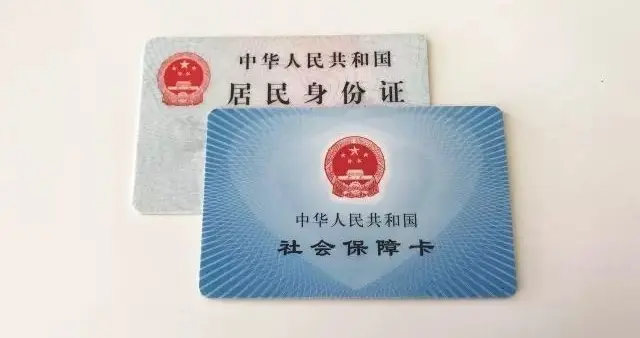 中华人民共和国
居民身份证
中华人民共和国
社会保障卡